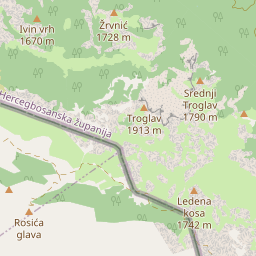 Ivin vrh
1670 m
Žrvnić
1728 m
Srednji
Troglav
1790 m
Troglav
1913 m
Hercegbosanska županija
Ledena
kosa
1742 m
Rosića
glava